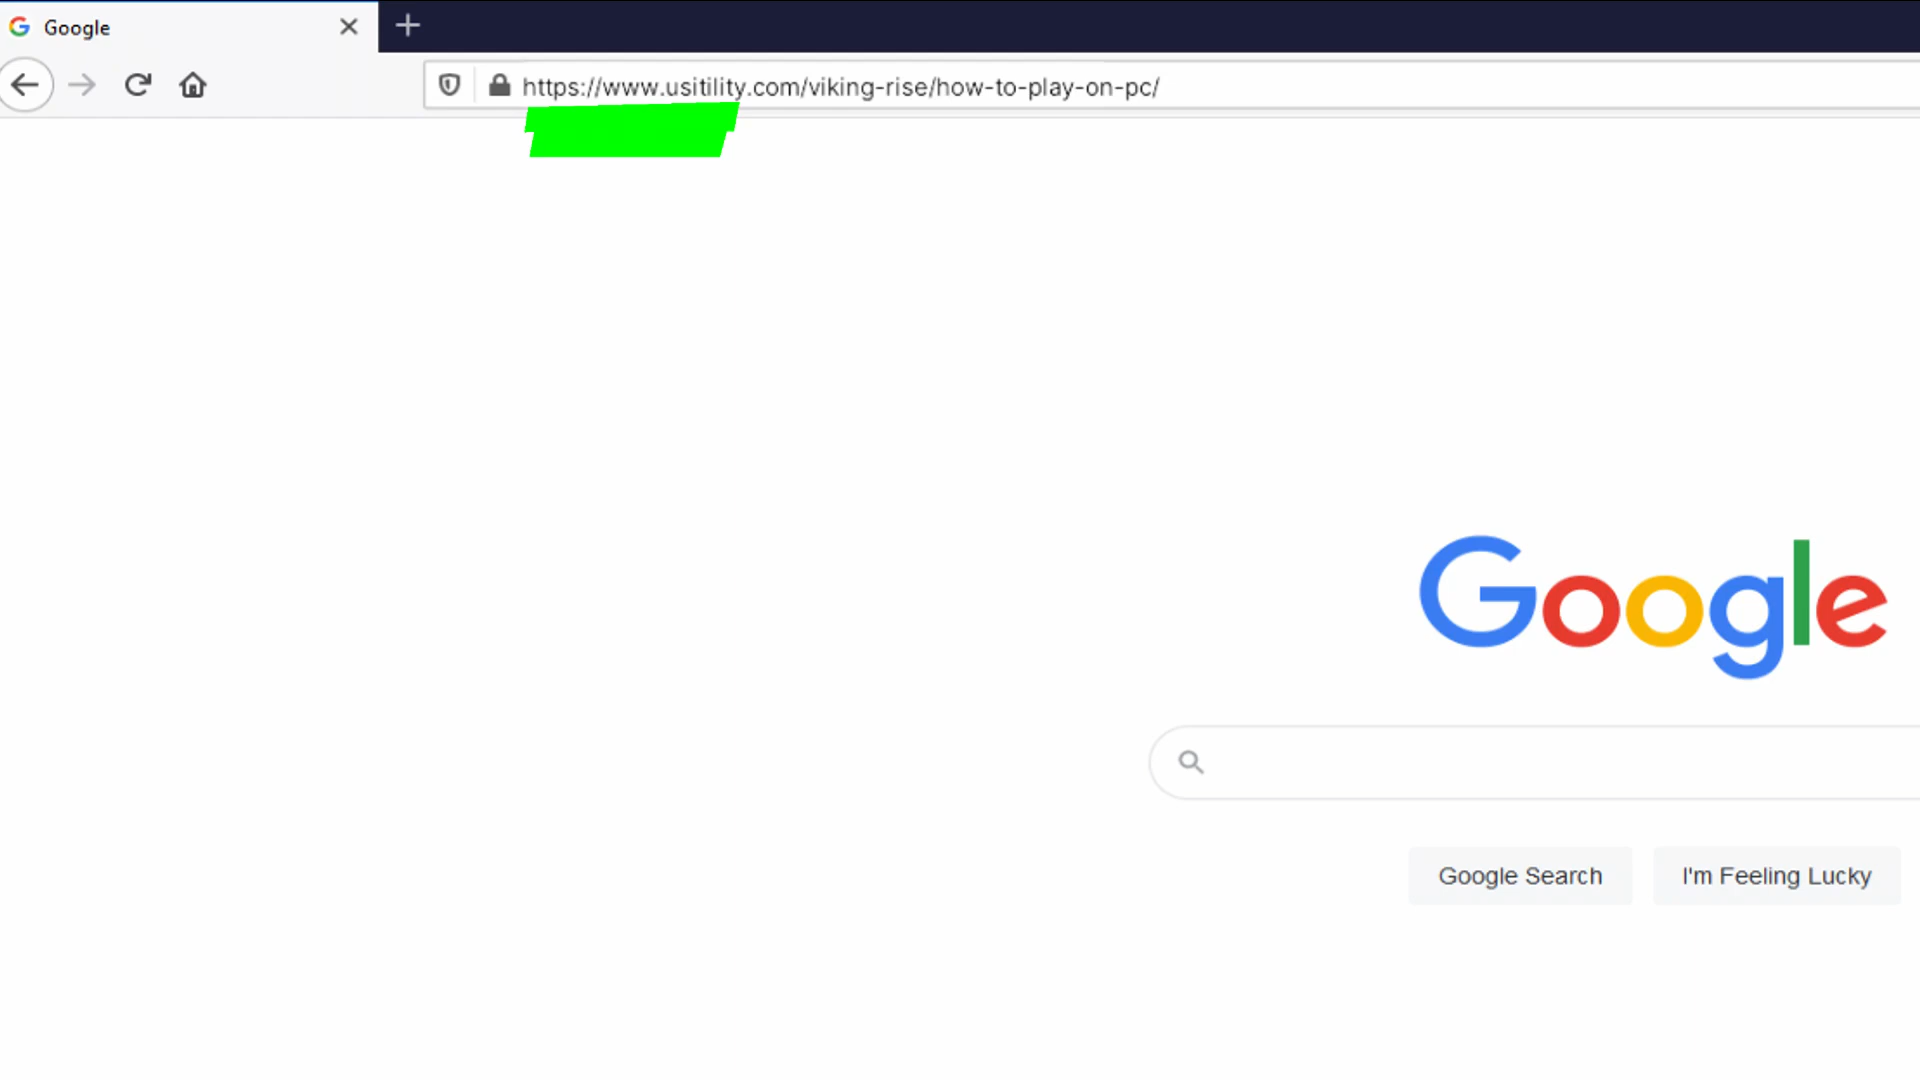 Google
https://www.usitility.com/viking-rise/how-to-play-on-pc/
Google
Google Search
I'm Feeling Lucky